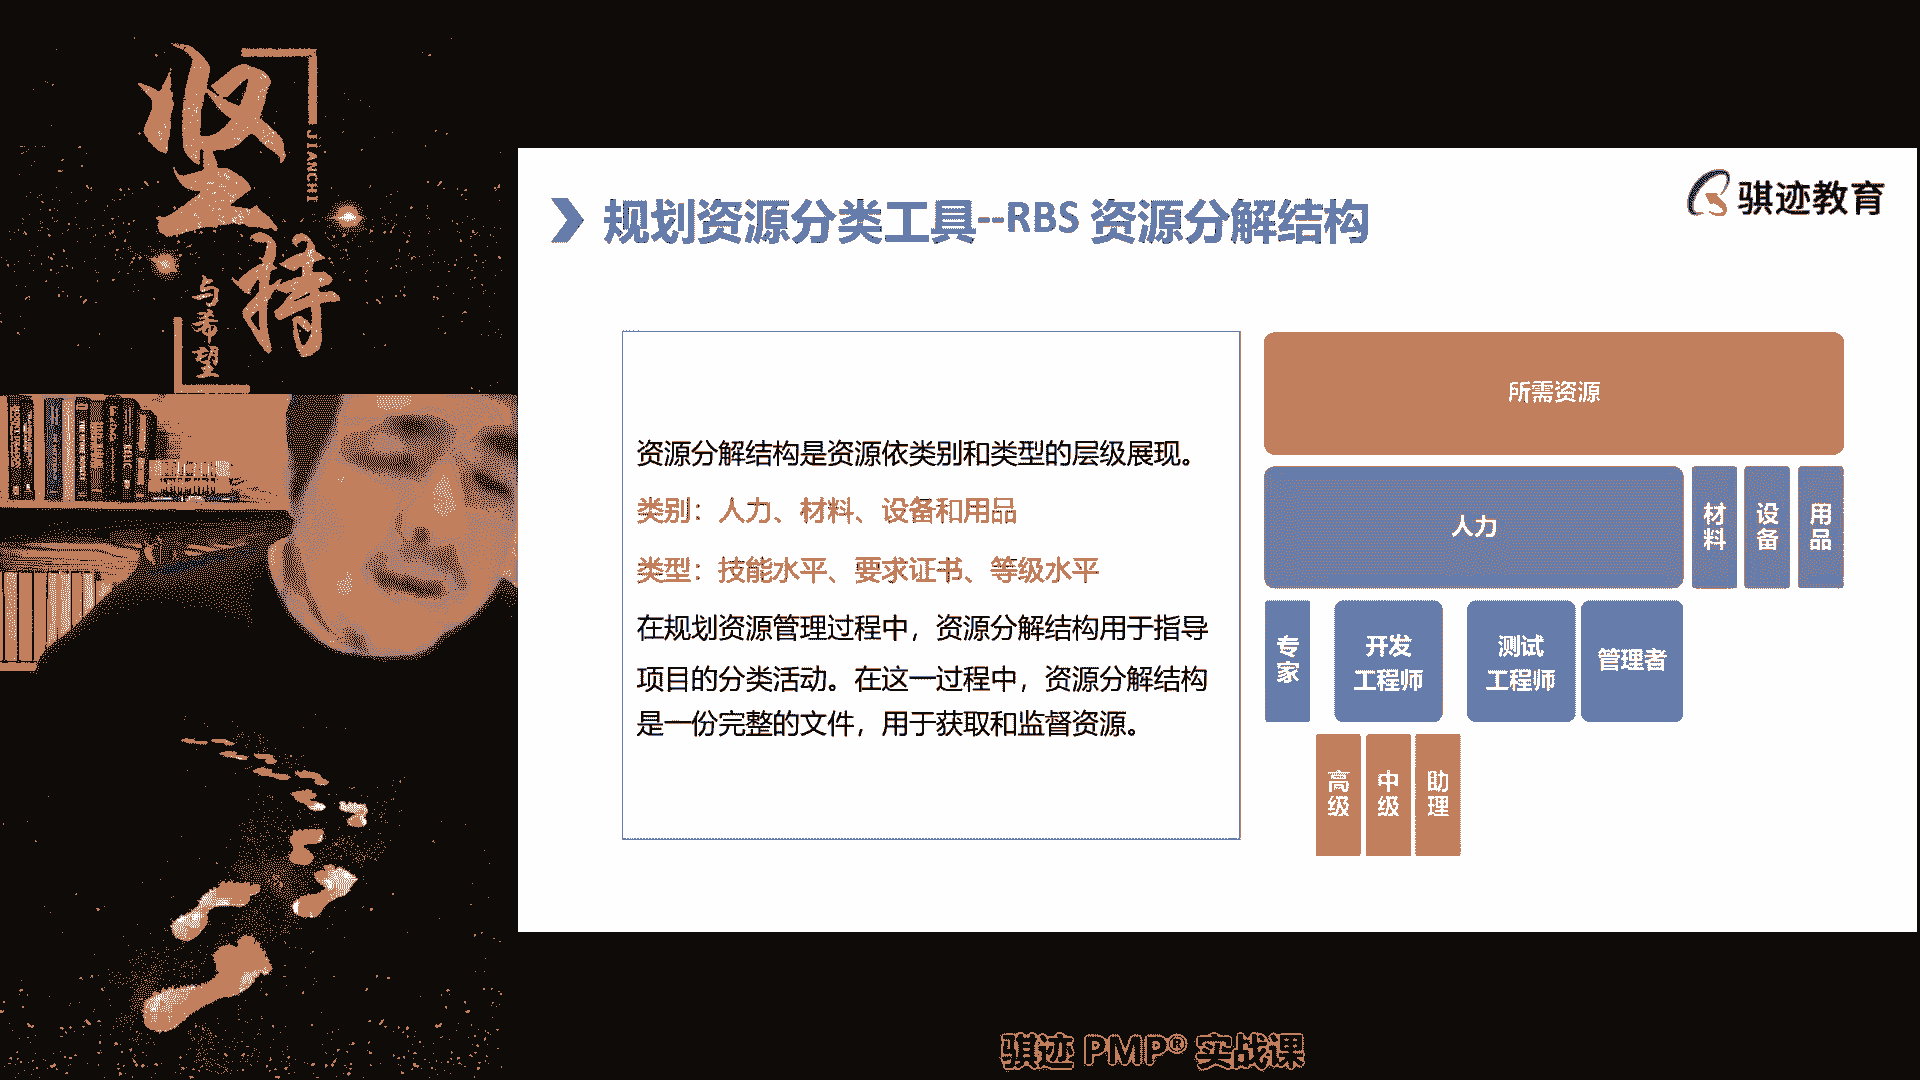 坚持
JIANCHI
与希望
骐迹教育
规划资源分类工具--RBS 资源分解结构
资源分解结构是资源依类别和类型的层级展现。
类别：人力、材料、设备和用品
类型：技能水平、要求证书、等级水平
在规划资源管理过程中，资源分解结构用于指导
项目的分类活动。在这一过程中，资源分解结构
是一份完整的文件，用于获取和监督资源。
所需资源
人力
材料
设备
用品
专家
开发
工程师
测试
工程师
管理者
高级
中级
助理
骐迹 PMP® 实战课